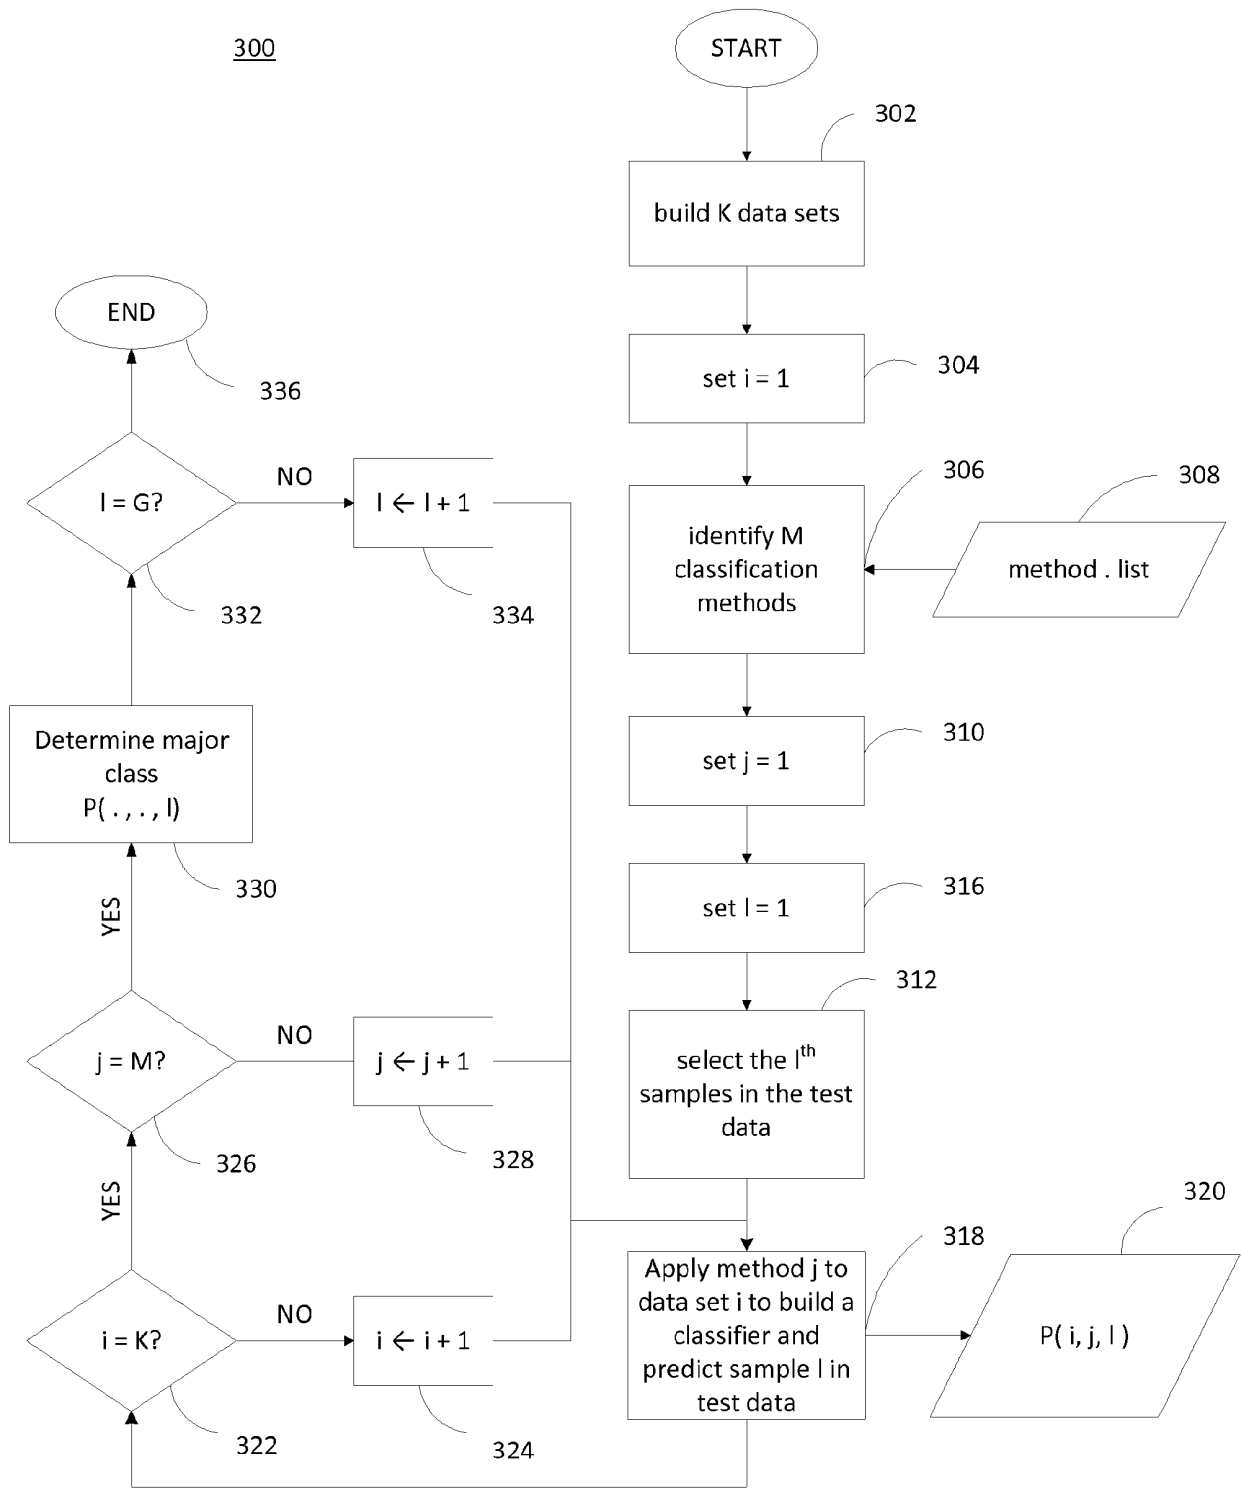 300
START
302
build K data sets
set i = 1
304
306
identify M
classification
methods
308
method . list
set j = 1
310
set l = 1
316
312
select the lth
samples in the test
data
318
Apply method j to
data set i to build a
classifier and
predict sample l in
test data
320
P( i, j, l )
i = K?
322
NO
i ← i + 1
324
YES
j = M?
326
NO
j ← j + 1
328
YES
Determine major
class
P( . , . , l)
330
l = G?
332
NO
l ← l + 1
334
END
336